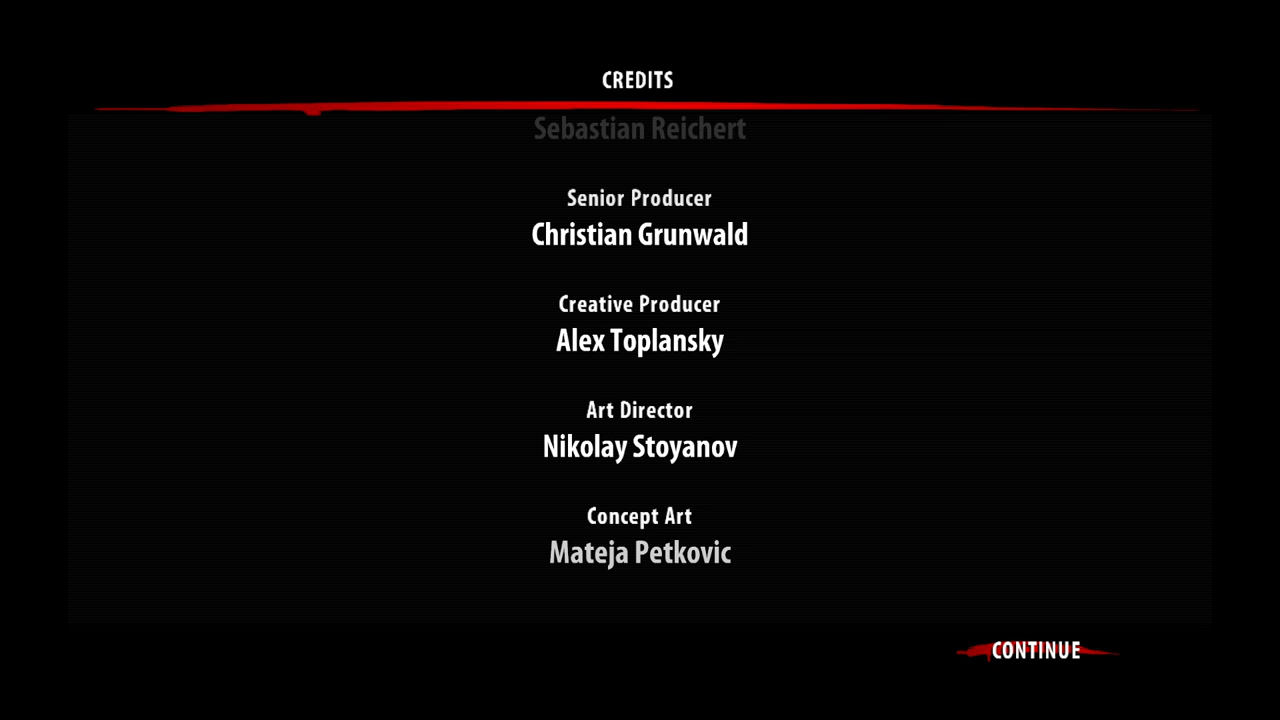 CREDITS
Sebastian Reichert
Senior Producer
Christian Grunwald
Creative Producer
Alex Toplansky
Art Director
Nikolay Stoyanov
Concept Art
Mateja Petkovic
CONTINUE